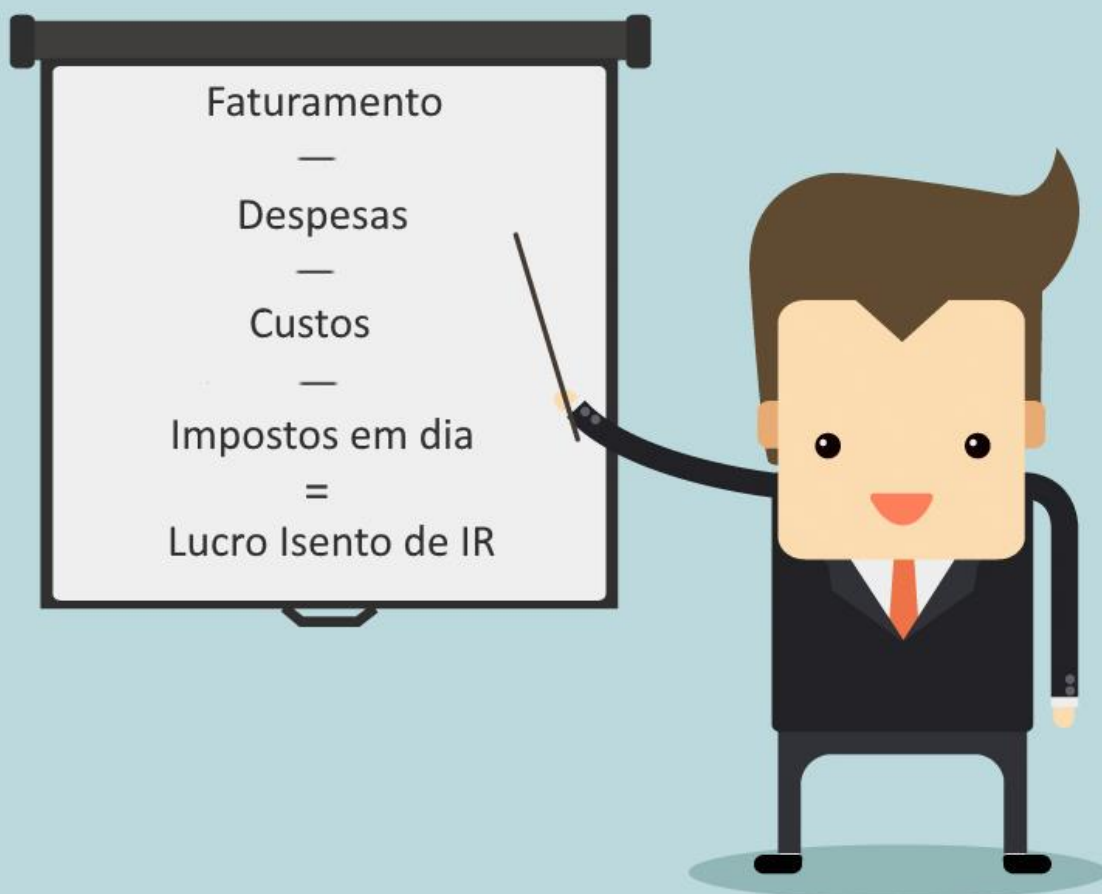 Faturamento
—
Despesas
—
Custos
—
Impostos em dia
=
Lucro Isento de IR